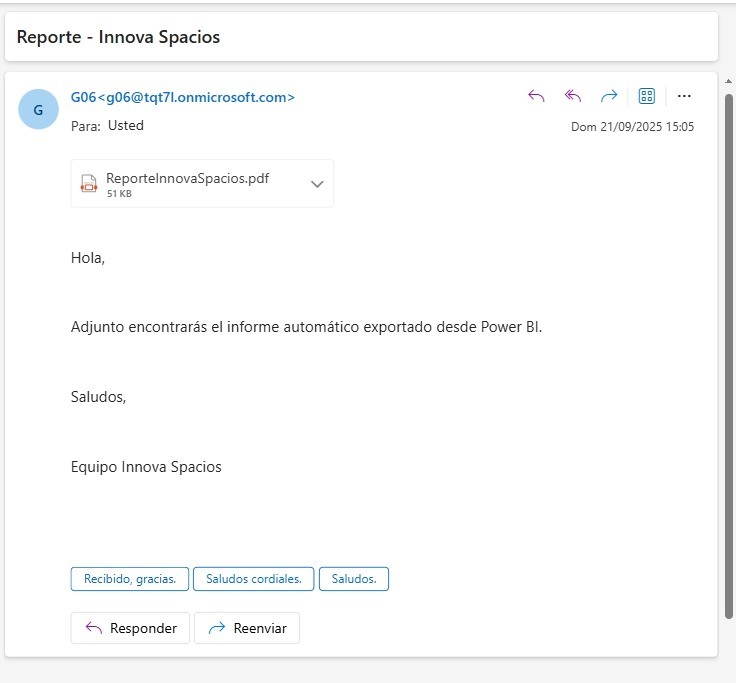 Reporte - Innova Spacios
G
G06<g06@tqt7l.onmicrosoft.com>
Para: Usted
Dom 21/09/2025 15:05
ReporteInnovaSpacios.pdf
51 KB
Hola,
Adjunto encontrarás el informe automático exportado desde Power BI.
Saludos,
Equipo Innova Spacios
Recibido, gracias.
Saludos cordiales.
Saludos.
Responder
Reenviar